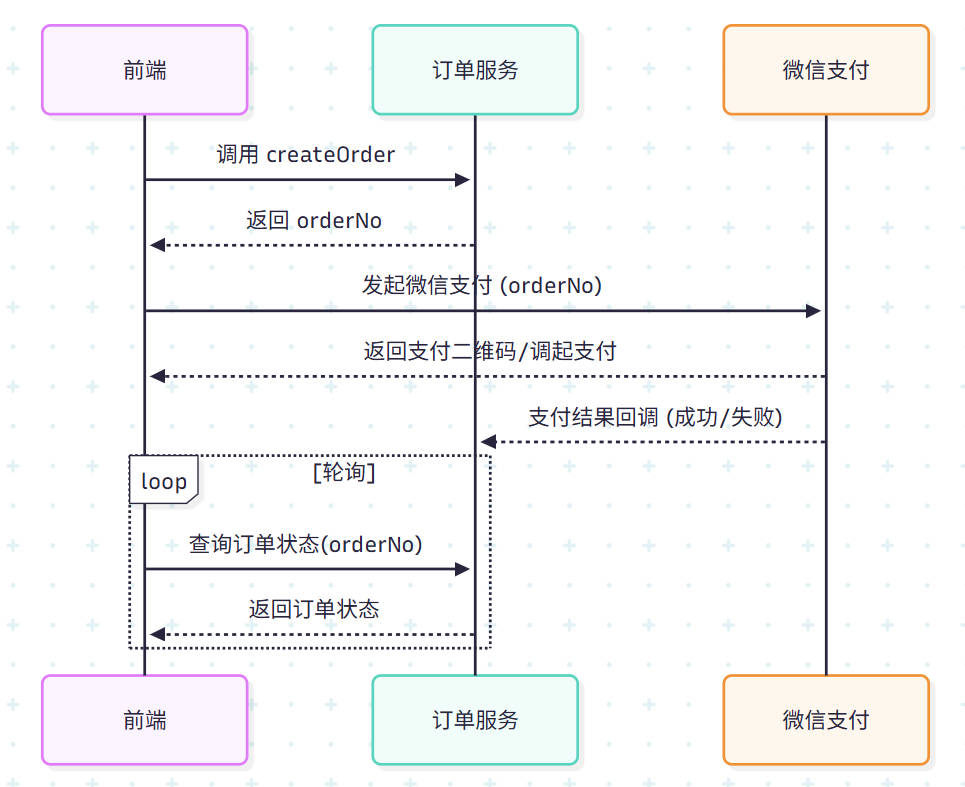 前端
订单服务
微信支付
调用 createOrder
返回 orderNo
发起微信支付 (orderNo)
返回支付二维码/调起支付
支付结果回调 (成功/失败)
loop
[轮询]
查询订单状态(orderNo)
返回订单状态
前端
订单服务
微信支付